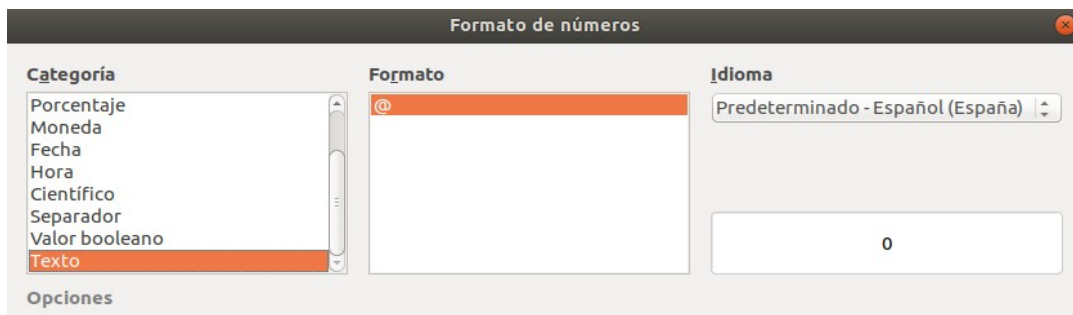 Formato de números
Categoría
Porcentaje
Moneda
Fecha
Hora
Científico
Separador
Valor booleano
Texto
Formato
@
Idioma
Predeterminado - Español (España)
0
Opciones